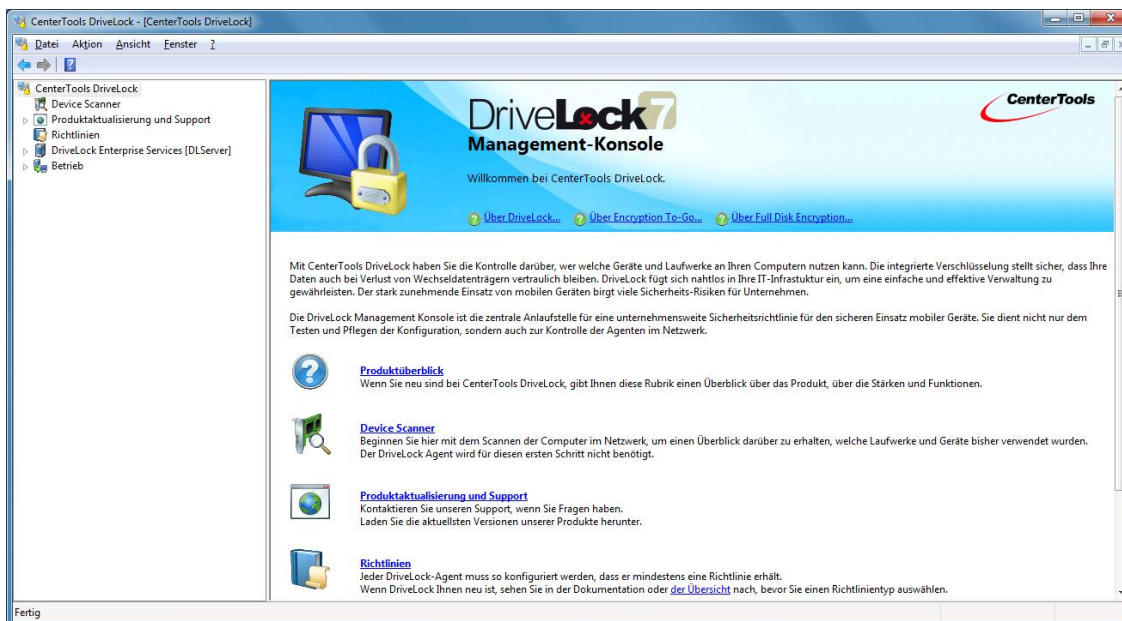 CenterTools DriveLock - [CenterTools DriveLock]
Datei Aktion Ansicht Fenster ?
CenterTools DriveLock
Device Scanner
Produktaktualisierung und Support
Richtlinien
DriveLock Enterprise Services [DLServer]
Betrieb
DriveLock 7
CenterTools
Management-Konsole
Willkommen bei CenterTools DriveLock.
Über DriveLock... Über Encryption To-Go... Über Full Disk Encryption...
Mit CenterTools DriveLock haben Sie die Kontrolle darüber, wer welche Geräte und Laufwerke an Ihren Computern nutzen kann. Die integrierte Verschlüsselung stellt sicher, dass Ihre
Daten auch bei Verlust von Wechseldatenträgern vertraulich bleiben. DriveLock fügt sich nahtlos in Ihre IT-Infrastuktur ein, um eine einfache und effektive Verwaltung zu
gewährleisten. Der stark zunehmende Einsatz von mobilen Geräten birgt viele Sicherheits-Risiken für Unternehmen.
Die DriveLock Management Konsole ist die zentrale Anlaufstelle für eine unternehmensweite Sicherheitsrichtlinie für den sicheren Einsatz mobiler Geräte. Sie dient nicht nur dem
Testen und Pflegen der Konfiguration, sondern auch zur Kontrolle der Agenten im Netzwerk.
Produktüberblick
Wenn Sie neu sind bei CenterTools DriveLock, gibt Ihnen diese Rubrik einen Überblick über das Produkt, über die Stärken und Funktionen.
Device Scanner
Beginnen Sie hier mit dem Scannen der Computer im Netzwerk, um einen Überblick darüber zu erhalten, welche Laufwerke und Geräte bisher verwendet wurden.
Der DriveLock Agent wird für diesen ersten Schritt nicht benötigt.
Produktaktualisierung und Support
Kontaktieren Sie unseren Support, wenn Sie Fragen haben.
Laden Sie die aktuellsten Versionen unserer Produkte herunter.
Richtlinien
Jeder DriveLock-Agent muss so konfiguriert werden, dass er mindestens eine Richtlinie erhält.
Wenn DriveLock Ihnen neu ist, sehen Sie in der Dokumentation oder der Übersicht nach, bevor Sie einen Richtlinientyp auswählen.
Fertig